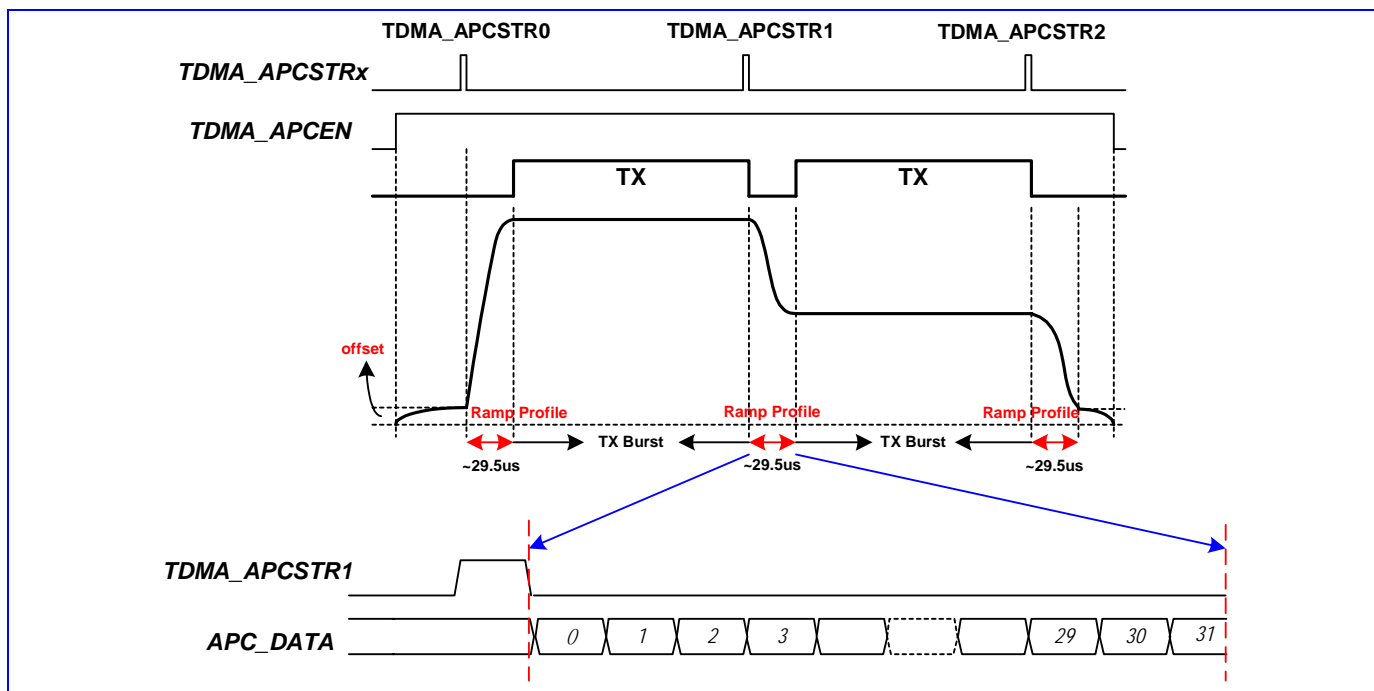 TDMA_APCSTR0 TDMA_APCSTR1 TDMA_APCSTR2
TDMA_APCSTRx
TDMA_APCEN
TX TX
offset
Ramp Profile Ramp Profile Ramp Profile
TX Burst TX Burst
~29.5us ~29.5us ~29.5us
TDMA_APCSTR1
APC_DATA 0 1 2 3 29 30 31